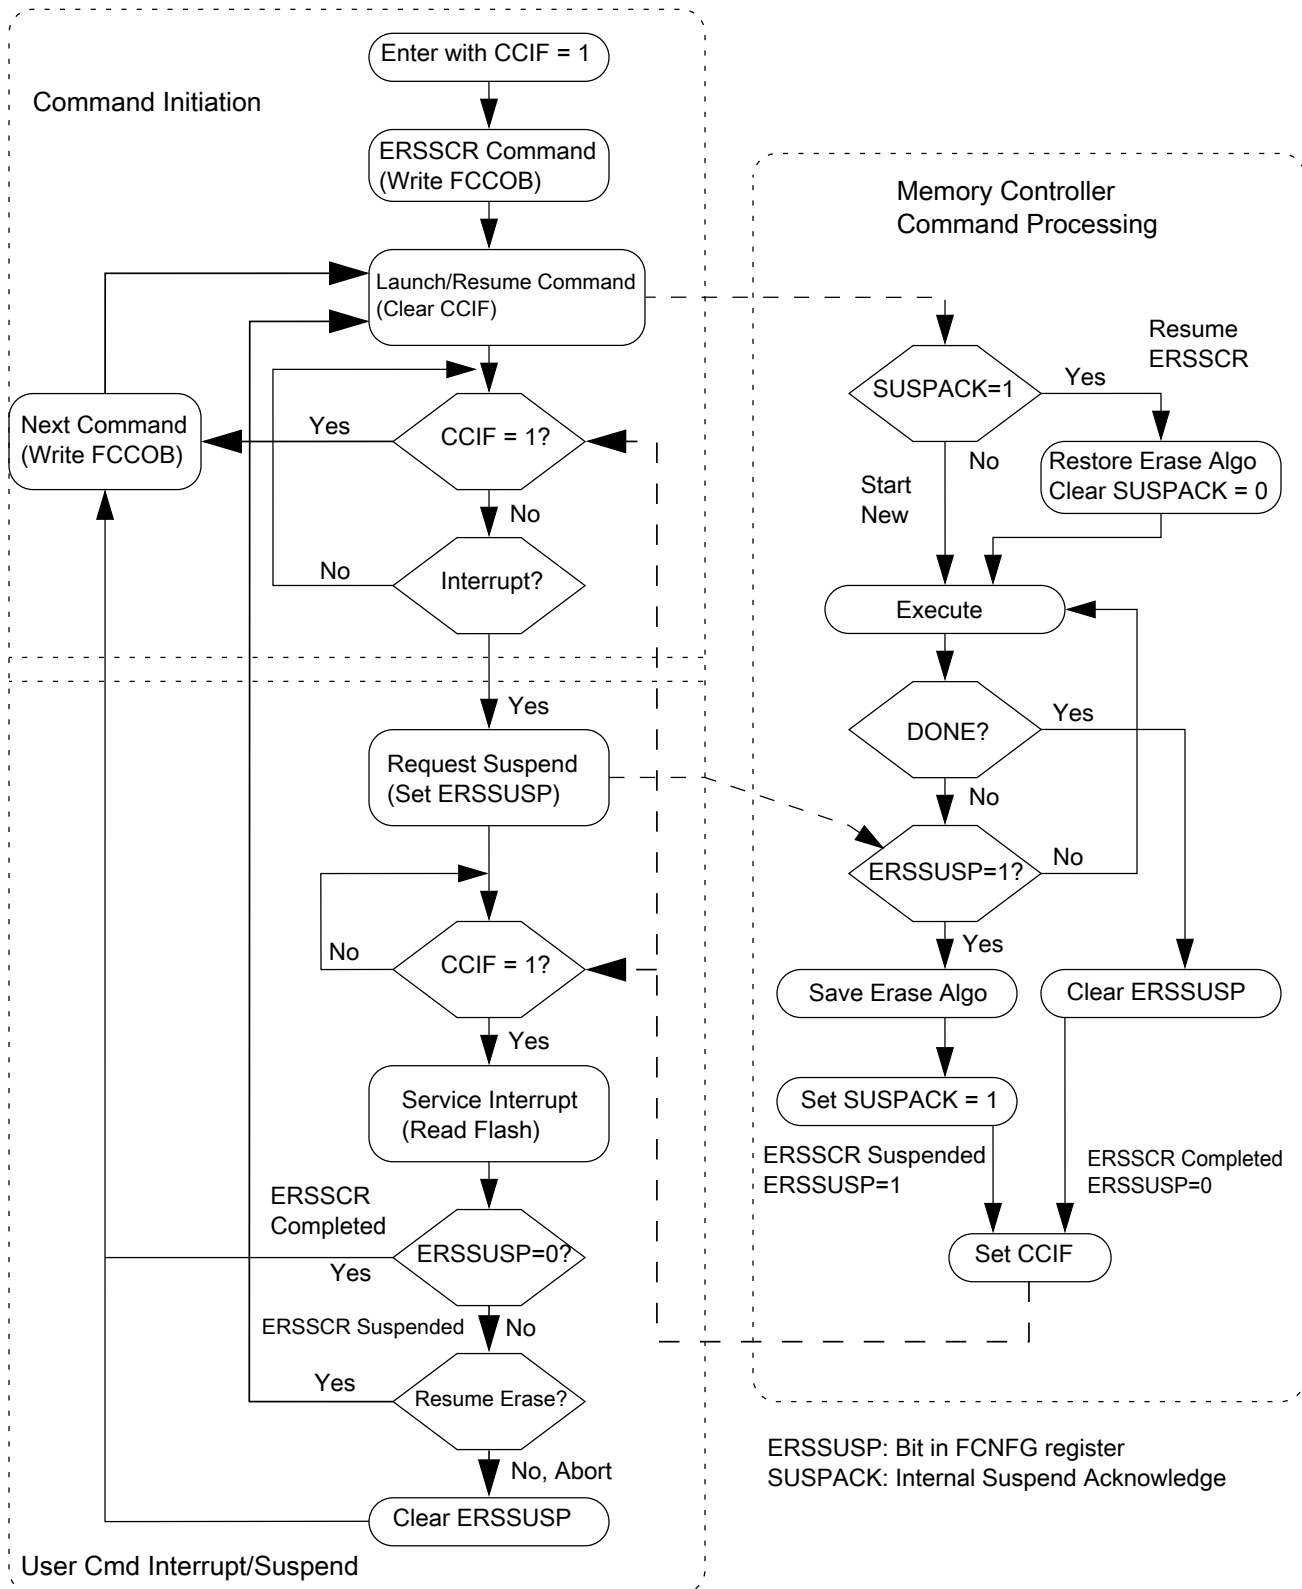 Enter with CCIF = 1
Command Initiation
ERSSCR Command
(Write FCCOB)
Launch/Resume Command
(Clear CCIF)
Next Command
(Write FCCOB)
Yes
CCIF = 1?
No
No
Interrupt?
Yes
Request Suspend
(Set ERSSUSP)
No
CCIF = 1?
Yes
Service Interrupt
(Read Flash)
ERSSCR
Completed
ERSSUSP=0?
Yes
ERSSCR Suspended
No
Yes
Resume Erase?
No, Abort
Clear ERSSUSP
User Cmd Interrupt/Suspend
Memory Controller
Command Processing
Resume
ERSSCR
SUSPACK=1
Yes
No
Restore Erase Algo
Clear SUSPACK = 0
Start
New
Execute
DONE?
Yes
No
ERSSUSP=1?
No
Yes
Save Erase Algo
Clear ERSSUSP
Set SUSPACK = 1
ERSSCR Suspended
ERSSUSP=1
ERSSCR Completed
ERSSUSP=0
Set CCIF
ERSSUSP: Bit in FCNFG register
SUSPACK: Internal Suspend Acknowledge